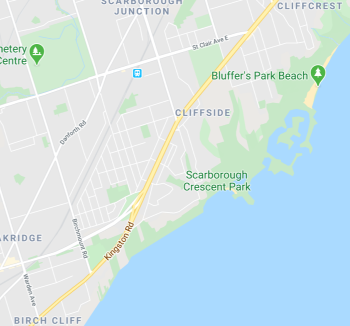 SCARBOROUGH
JUNCTION
CLIFFCREST
St Clair Ave E
metery
Centre
Bluffer's Park Beach
CLIFFSIDE
Danforth Rd
Scarborough
Crescent Park
Birchmount Rd
Kingston Rd
AKRIDGE
Warden Ave
BIRCH CLIFF